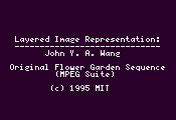 Layered Image Representation:
-----------------------------
John Y. A. Wang
Original Flower Garden Sequence
(MPEG Suite)
(c) 1995 MIT